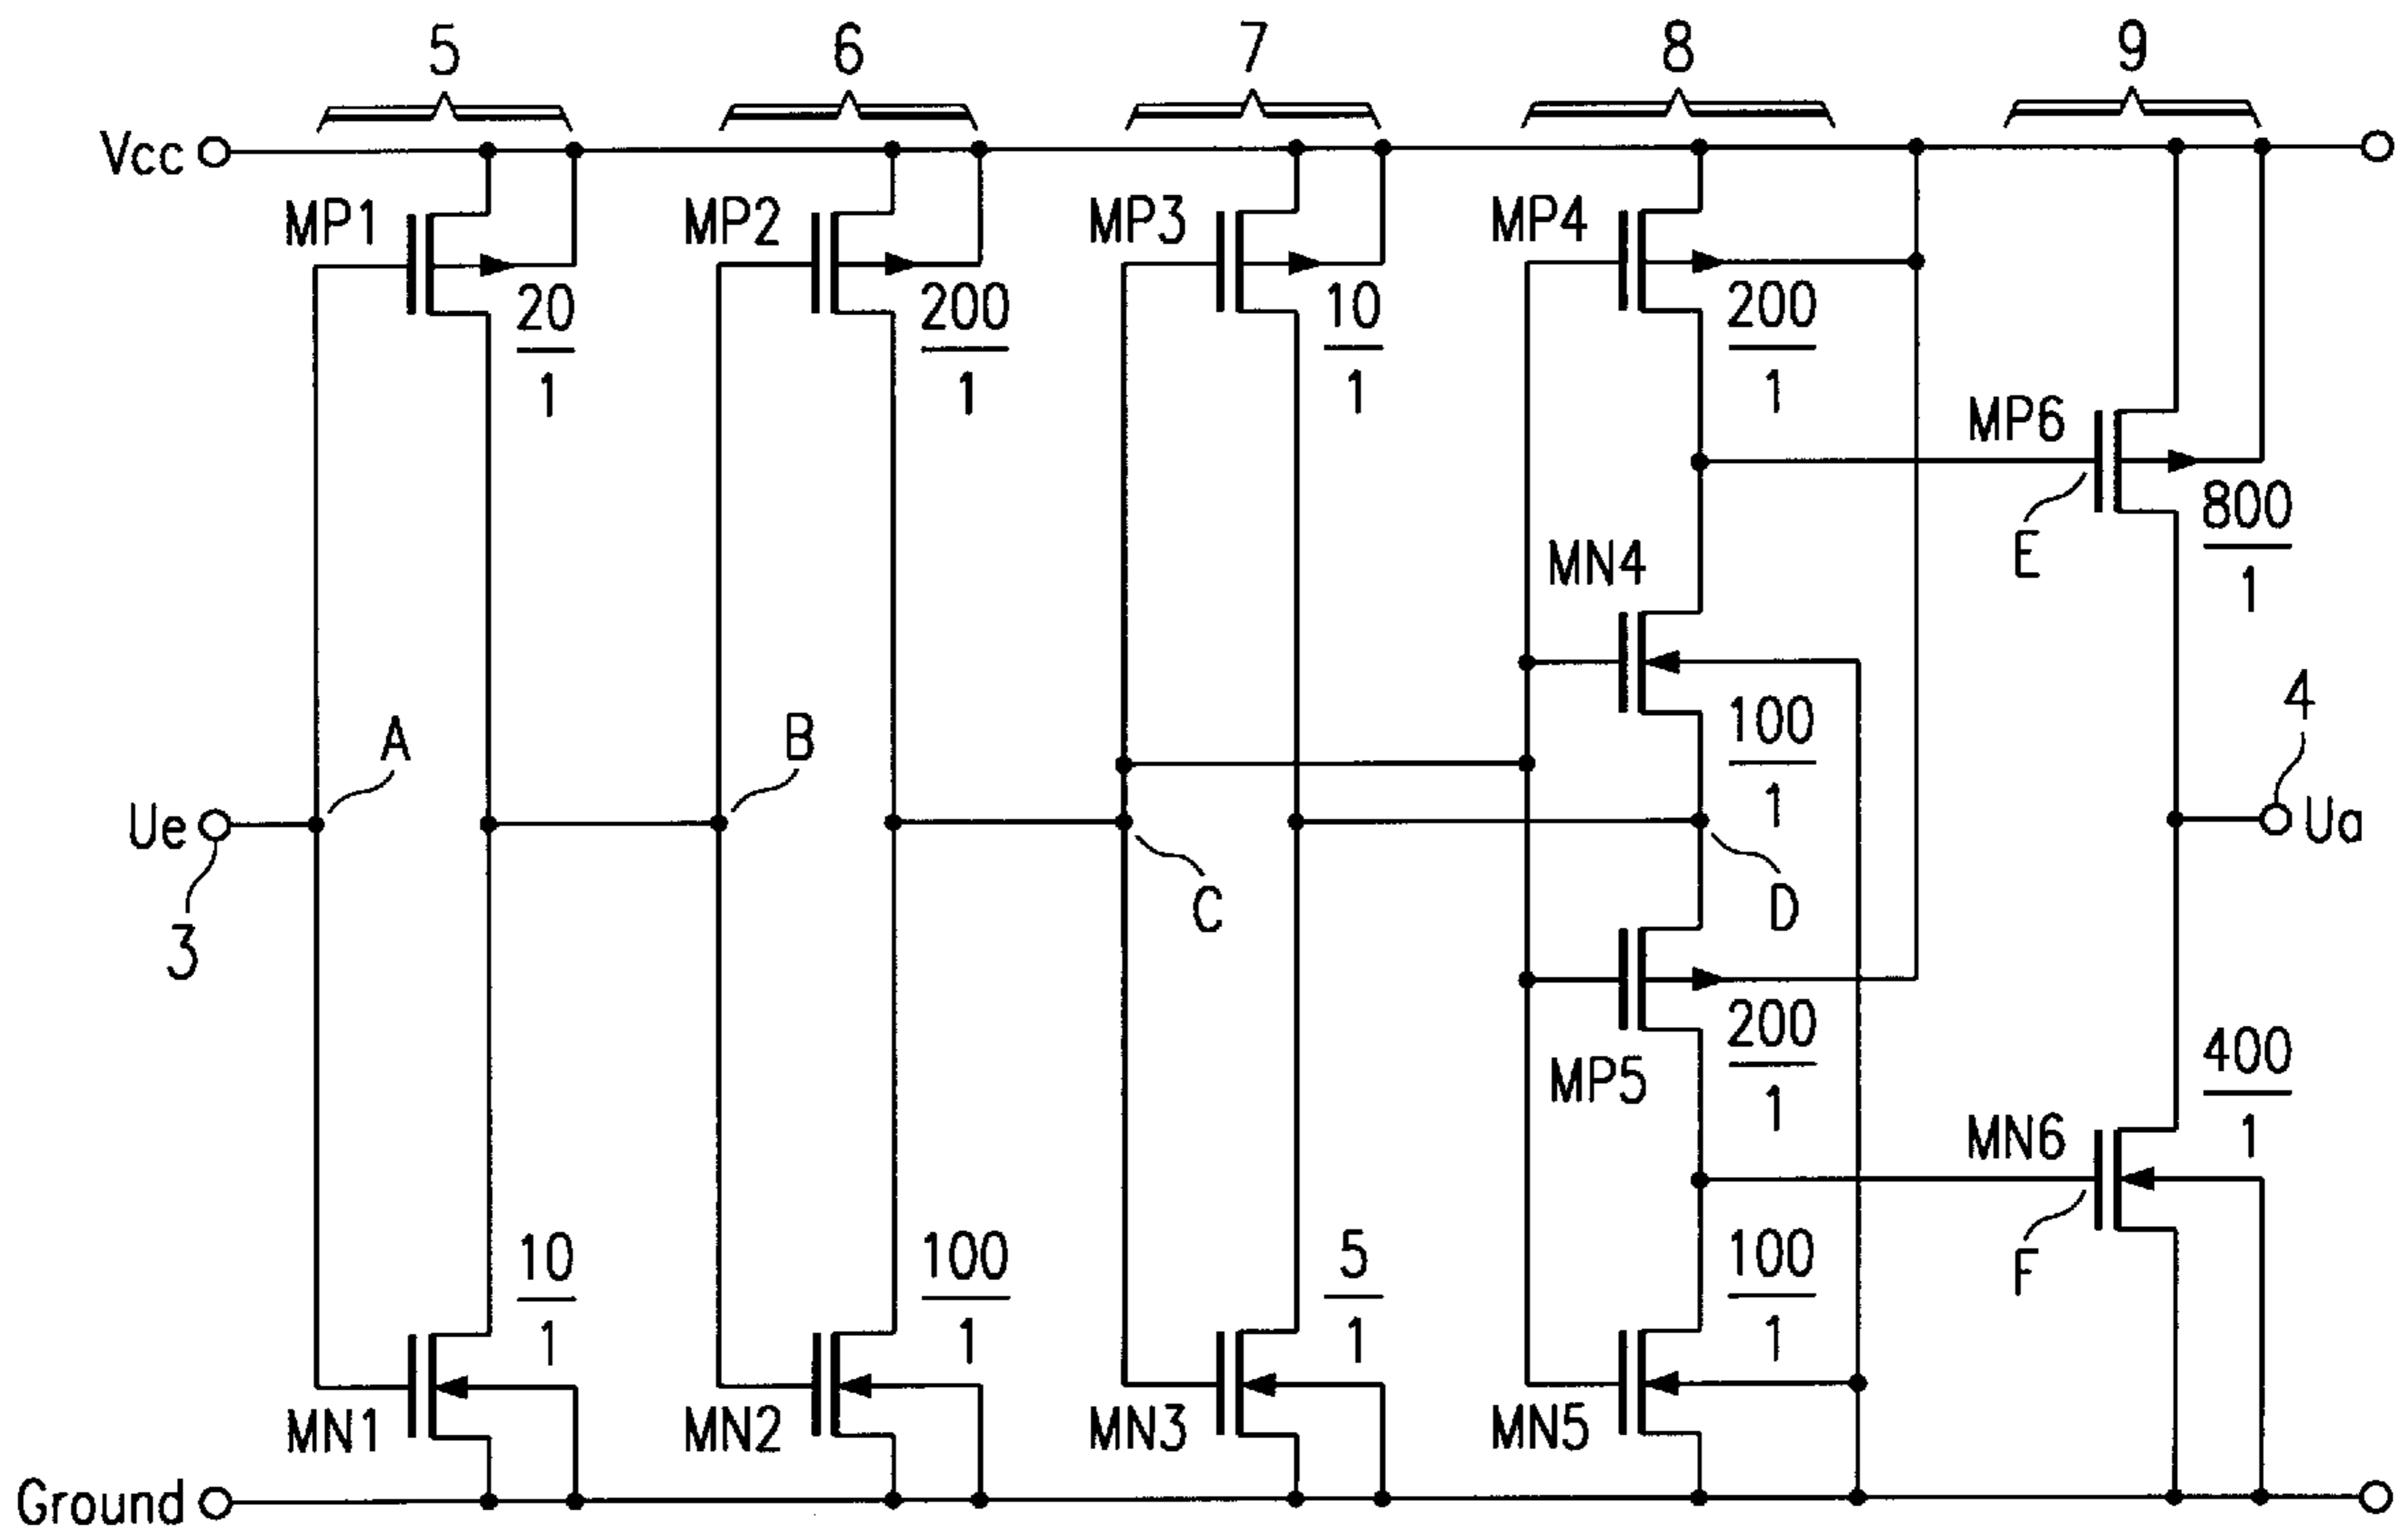 5 6 7 8 9
Vcc
MP1 MP2 MP3 MP4
20/1 200/1 10/1 200/1
MP6
800/1
E
MN4
100/1
A B
4
Ue Ua
3
C D
200/1
MP5
400/1
MN6
F
10/1 100/1 5/1 100/1
MN1 MN2 MN3 MN5
Ground